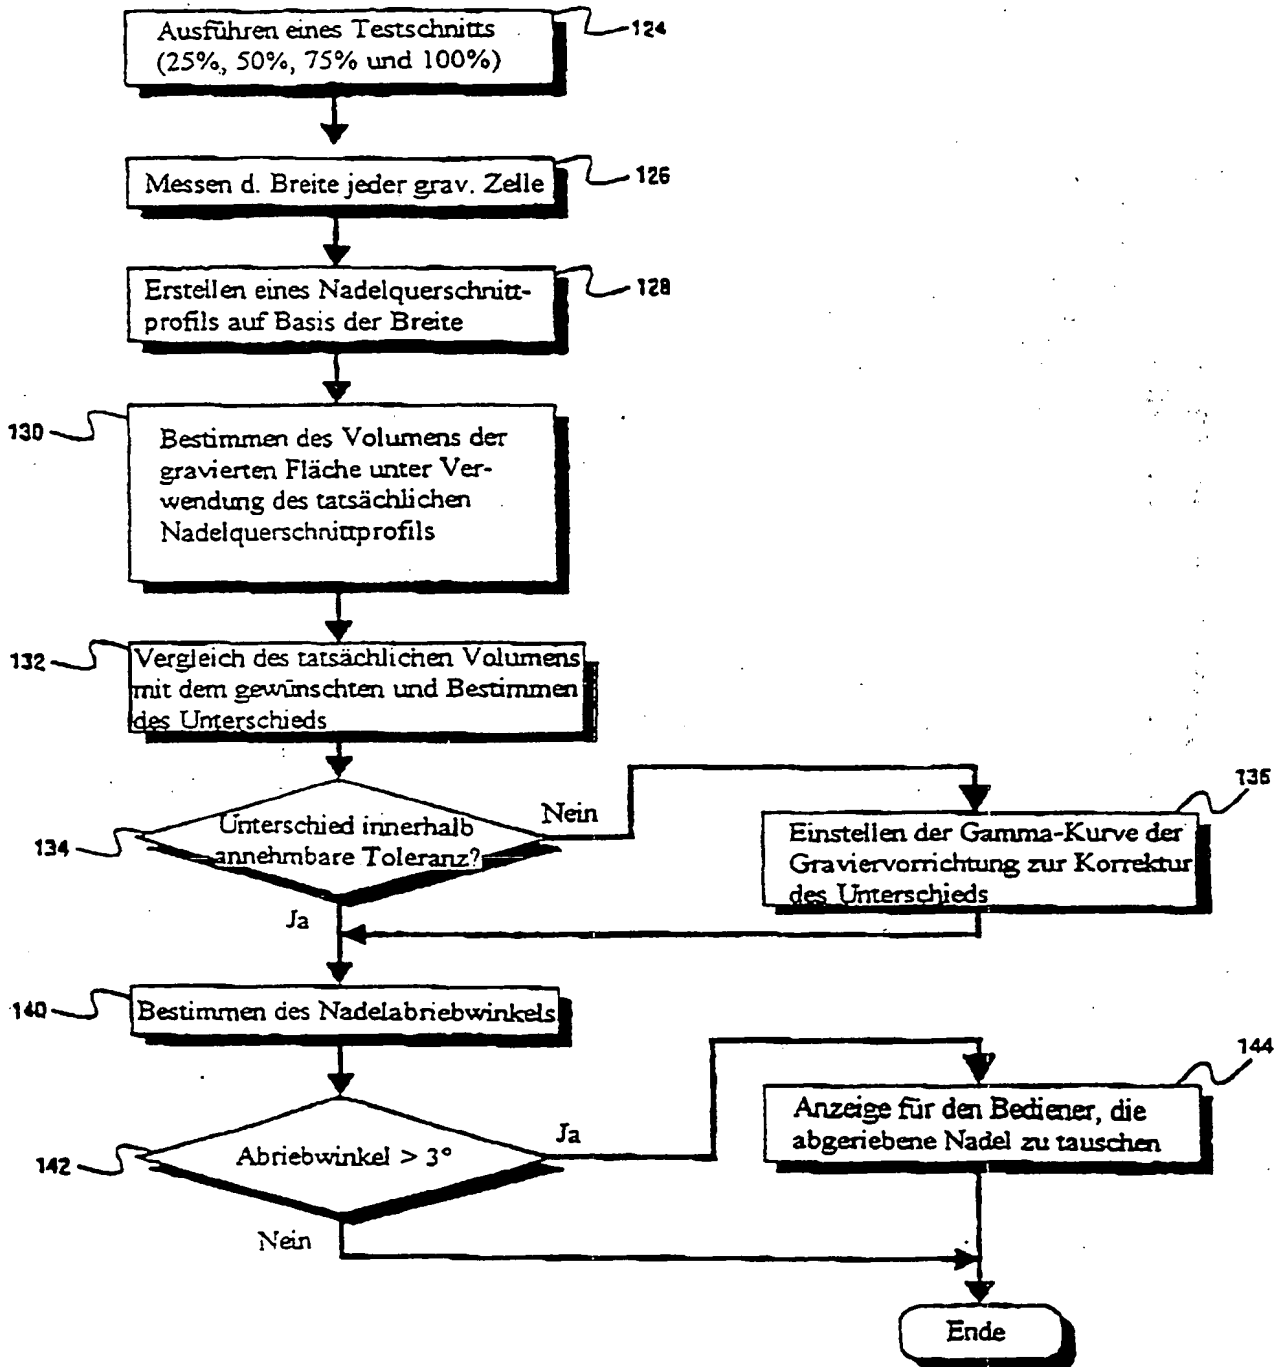 Ausführen eines Testschnitts
(25%, 50%, 75% und 100%)
124
Messen d. Breite jeder grav. Zelle
126
Erstellen eines Nadelquerschnitt-
profils auf Basis der Breite
128
130
Bestimmen des Volumens der
gravierten Fläche unter Ver-
wendung des tatsächlichen
Nadelquerschnittprofils
132
Vergleich des tatsächlichen Volumens
mit dem gewünschten und Bestimmen
des Unterschieds
134
Unterschied innerhalb
annehmbare Toleranz?
Nein
Ja
136
Einstellen der Gamma-Kurve der
Graviervorrichtung zur Korrektur
des Unterschieds
140
Bestimmen des Nadelabriebwinkels
142
Abriebwinkel > 3°
Ja
Nein
144
Anzeige für den Bediener, die
abgeriebene Nadel zu tauschen
Ende